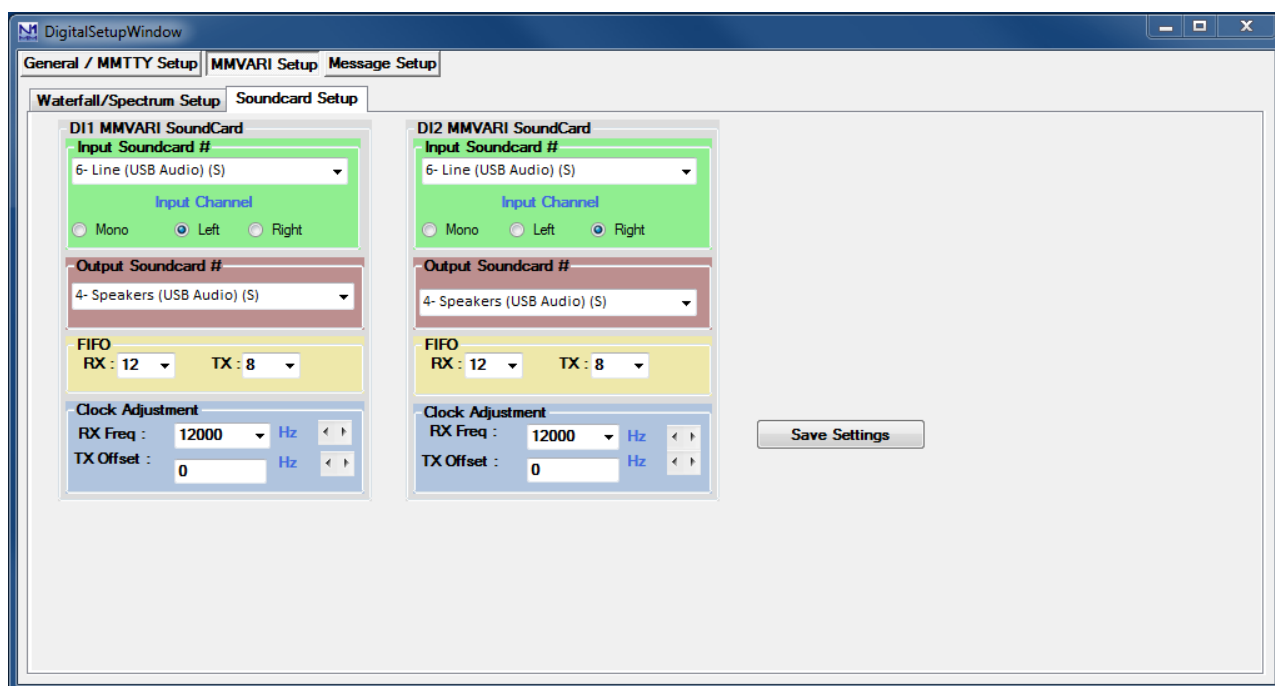 DigitalSetupWindow
General / MMTTY Setup MMVARI Setup Message Setup
Waterfall/Spectrum Setup Soundcard Setup
DI1 MMVARI SoundCard
Input Soundcard #
6- Line (USB Audio) (S)
Input Channel
Mono Left Right
Output Soundcard #
4- Speakers (USB Audio) (S)
FIFO
RX : 12 TX : 8
Clock Adjustment
RX Freq : 12000 Hz
TX Offset : 0 Hz
DI2 MMVARI SoundCard
Input Soundcard #
6- Line (USB Audio) (S)
Input Channel
Mono Left Right
Output Soundcard #
4- Speakers (USB Audio) (S)
FIFO
RX : 12 TX : 8
Clock Adjustment
RX Freq : 12000 Hz
TX Offset : 0 Hz
Save Settings